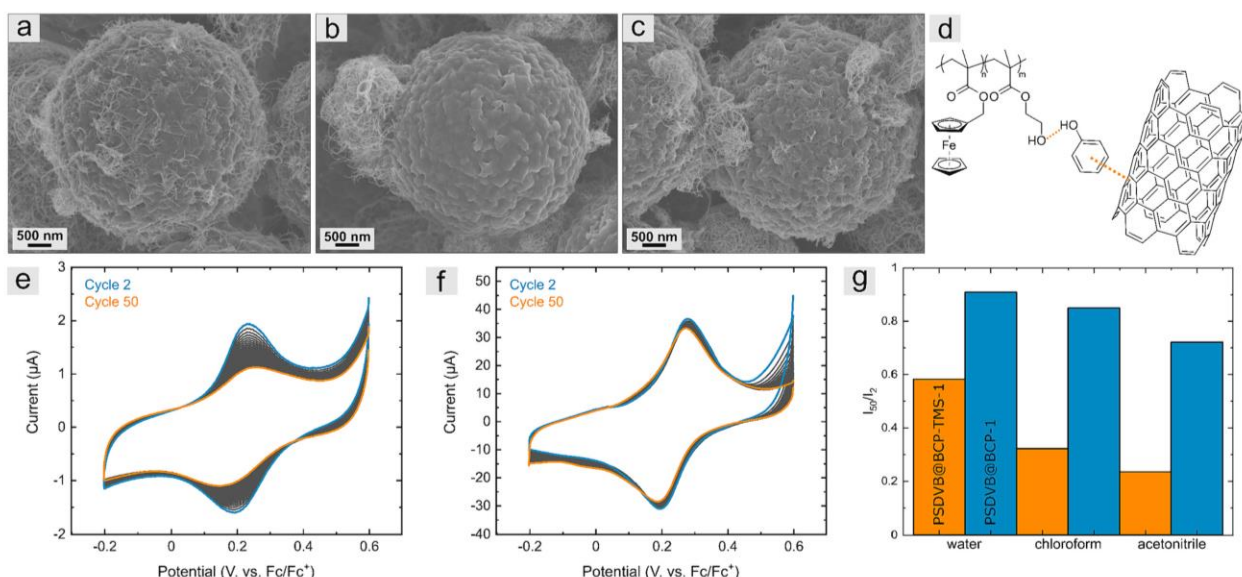 a
500 nm
b
500 nm
c
500 nm
d
n
m
O
O
O
O
HO
HO
Fe
e
Cycle 2
Cycle 50
Current (µA)
3
2
1
0
-1
-2
-0.2 0 0.2 0.4 0.6
Potential (V, vs. Fc/Fc⁺)
f
Cycle 2
Cycle 50
Current (µA)
50
40
30
20
10
0
-10
-20
-30
-40
-0.2 0 0.2 0.4 0.6
Potential (V, vs. Fc/Fc⁺)
g
I₅₀/I₂
1
0.8
0.6
0.4
0.2
0
PSDVB@BCP-TMS-1
PSDVB@BCP-1
water chloroform acetonitrile